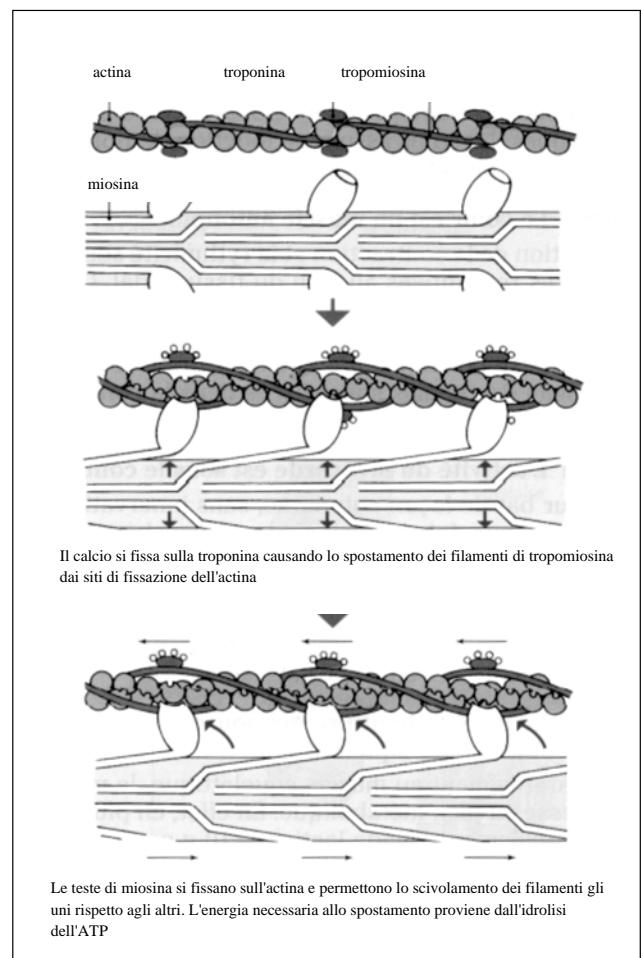 actina troponina tropomiosina
miosina
Il calcio si fissa sulla troponina causando lo spostamento dei filamenti di tropomiosina
dai siti di fissazione dell'actina
Le teste di miosina si fissano sull'actina e permettono lo scivolamento dei filamenti gli
uni rispetto agli altri. L'energia necessaria allo spostamento proviene dall'idrolisi
dell'ATP